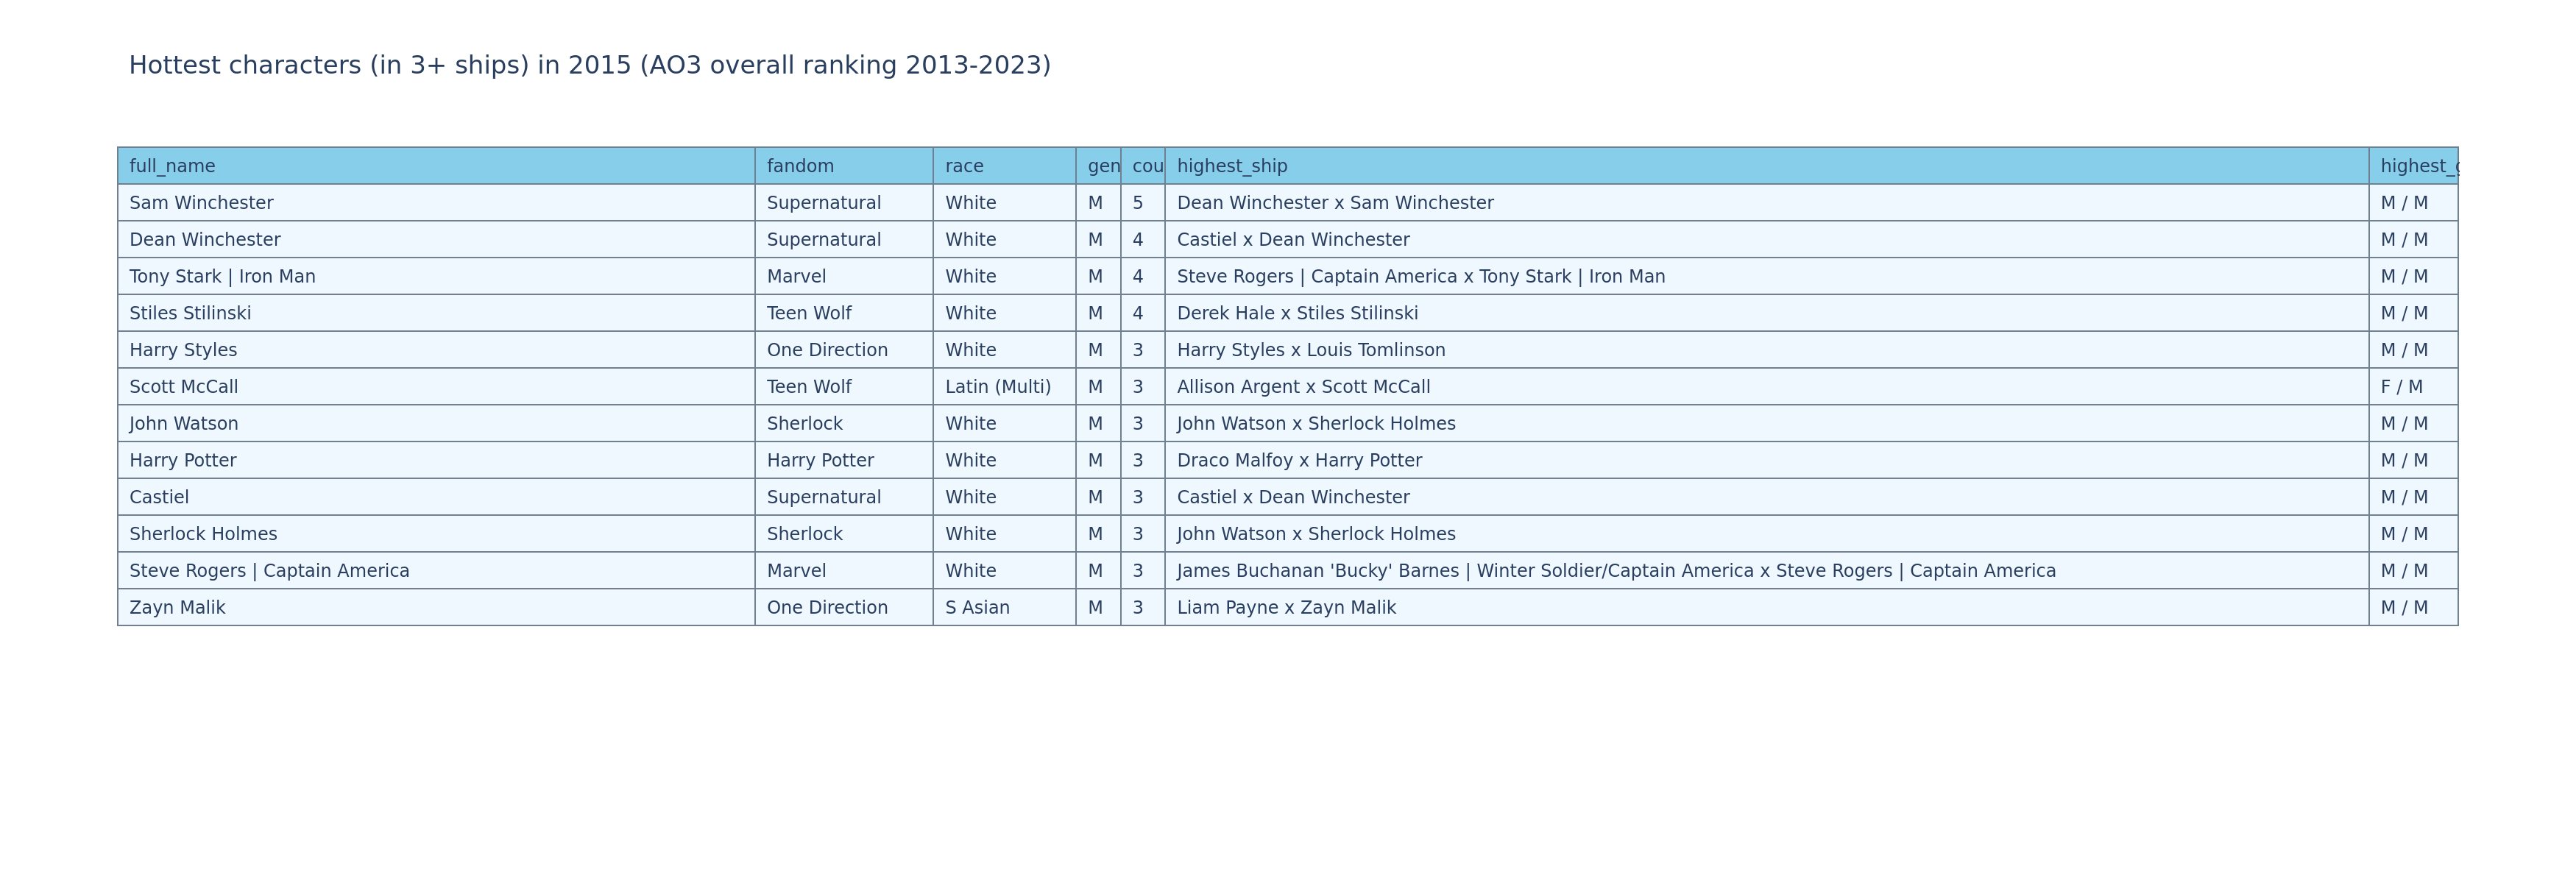 Hottest characters (in 3+ ships) in 2015 (AO3 overall ranking 2013-2023)
full_name fandom race gen cou highest_ship highest_g
Sam Winchester Supernatural White M 5 Dean Winchester x Sam Winchester M / M
Dean Winchester Supernatural White M 4 Castiel x Dean Winchester M / M
Tony Stark | Iron Man Marvel White M 4 Steve Rogers | Captain America x Tony Stark | Iron Man M / M
Stiles Stilinski Teen Wolf White M 4 Derek Hale x Stiles Stilinski M / M
Harry Styles One Direction White M 3 Harry Styles x Louis Tomlinson M / M
Scott McCall Teen Wolf Latin (Multi) M 3 Allison Argent x Scott McCall F / M
John Watson Sherlock White M 3 John Watson x Sherlock Holmes M / M
Harry Potter Harry Potter White M 3 Draco Malfoy x Harry Potter M / M
Castiel Supernatural White M 3 Castiel x Dean Winchester M / M
Sherlock Holmes Sherlock White M 3 John Watson x Sherlock Holmes M / M
Steve Rogers | Captain America Marvel White M 3 James Buchanan 'Bucky' Barnes | Winter Soldier/Captain America x Steve Rogers | Captain America M / M
Zayn Malik One Direction S Asian M 3 Liam Payne x Zayn Malik M / M